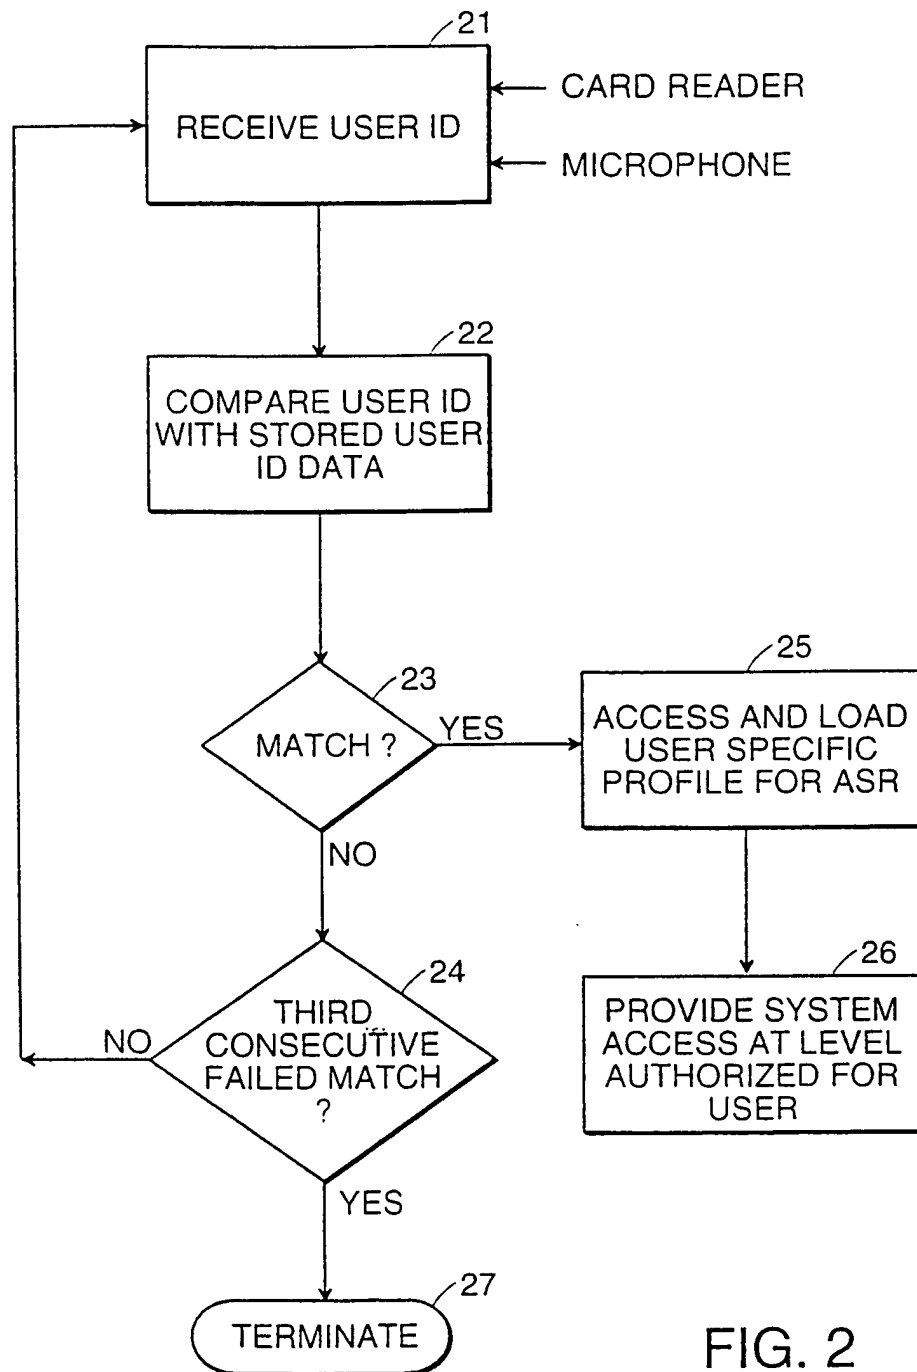 21
RECEIVE USER ID
CARD READER
MICROPHONE
22
COMPARE USER ID
WITH STORED USER
ID DATA
23
MATCH ?
YES
25
ACCESS AND LOAD
USER SPECIFIC
PROFILE FOR ASR
NO
24
THIRD
CONSECUTIVE
FAILED MATCH
?
NO
26
PROVIDE SYSTEM
ACCESS AT LEVEL
AUTHORIZED FOR
USER
YES
27
TERMINATE
FIG. 2